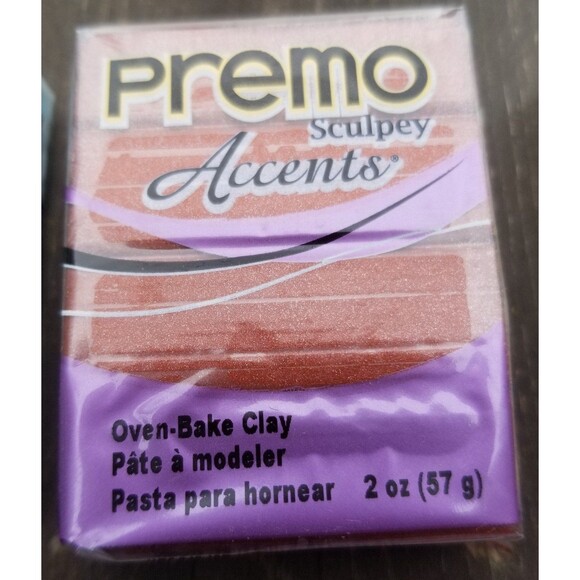 Premo
Sculpey
Accents®
Oven-Bake Clay
Pâte à modeler
Pasta para hornear 2 oz (57 g)